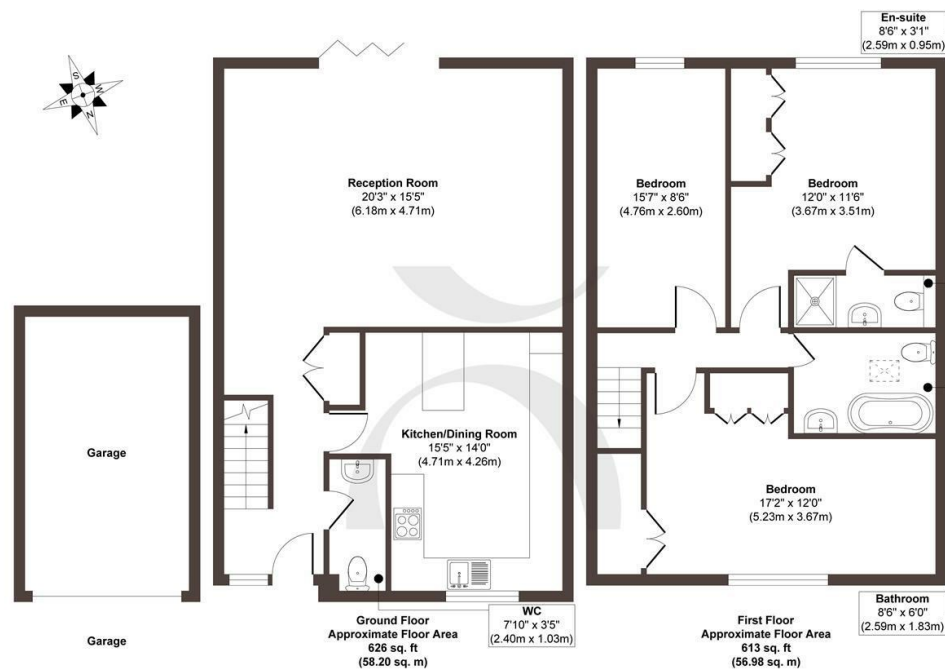 En-suite
8'6" x 3'1"
(2.59m x 0.95m)
S
W
E
N
Reception Room
20'3" x 15'5"
(6.18m x 4.71m)
Bedroom
15'7" x 8'6"
(4.76m x 2.60m)
Bedroom
12'0" x 11'6"
(3.67m x 3.51m)
Garage
Kitchen/Dining Room
15'5" x 14'0"
(4.71m x 4.26m)
Bedroom
17'2" x 12'0"
(5.23m x 3.67m)
Garage
Ground Floor
Approximate Floor Area
626 sq. ft
(58.20 sq. m)
WC
7'10" x 3'5"
(2.40m x 1.03m)
First Floor
Approximate Floor Area
613 sq. ft
(56.98 sq. m)
Bathroom
8'6" x 6'0"
(2.59m x 1.83m)